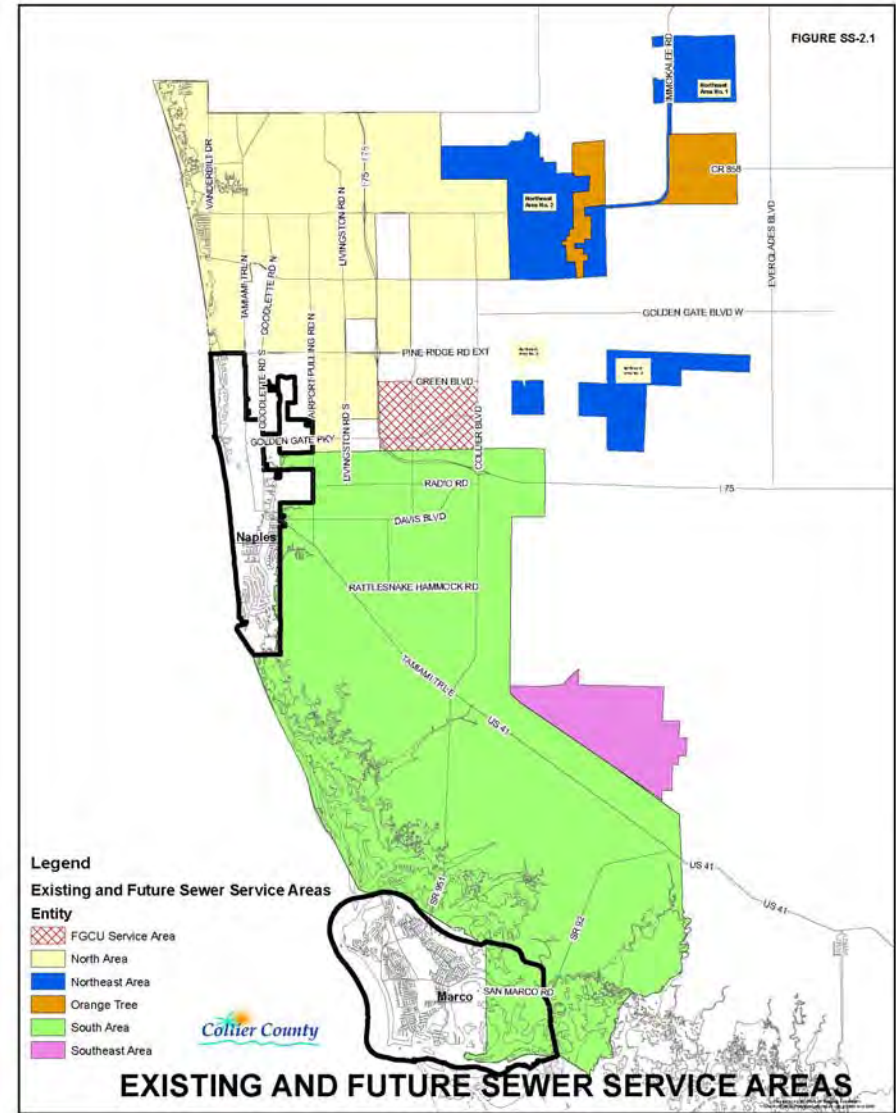 FIGURE SS-2.1
IMMOKALEE RD
Northeast
Area No. 1
CR 858
VANDERBILT DR
I-75
LIVINGSTON RD N
Northeast
Area No. 2
EVERGLADES BLVD
TAMIAMI TRL N
GOODLETTE RD N
GOLDEN GATE BLVD W
AIRPORT-PULLING RD N
PINE RIDGE RD EXT
GREEN BLVD
GOODLETTE RD S
GOLDEN GATE PKY
LIVINGSTON RD S
COLLIER BLVD
RADIO RD
I-75
DAVIS BLVD
Naples
RATTLESNAKE HAMMOCK RD
TAMIAMI TRL E
US 41
US 41
US 41
SR 951
SR 92
Marco
SAN MARCO RD
Legend
Existing and Future Sewer Service Areas
Entity
FGCU Service Area
North Area
Northeast Area
Orange Tree
South Area
Southeast Area
Collier County
EXISTING AND FUTURE SEWER SERVICE AREAS